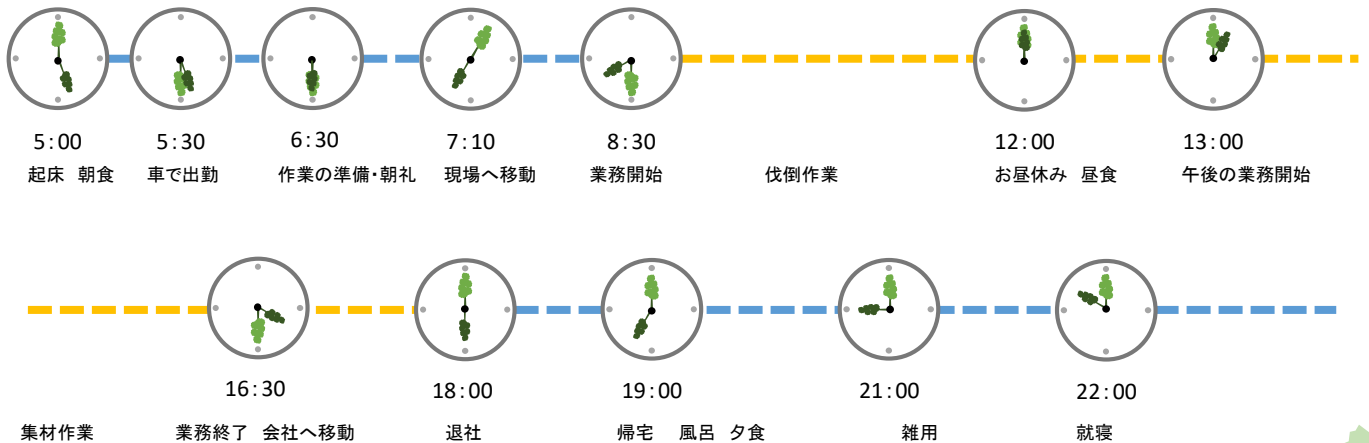 5:00 5:30 6:30 7:10 8:30 12:00 13:00
起床 朝食 車で出勤 作業の準備・朝礼 現場へ移動 業務開始 伐倒作業 お昼休み 昼食 午後の業務開始
16:30 18:00 19:00 21:00 22:00
集材作業 業務終了 会社へ移動 退社 帰宅 風呂 夕食 雑用 就寝